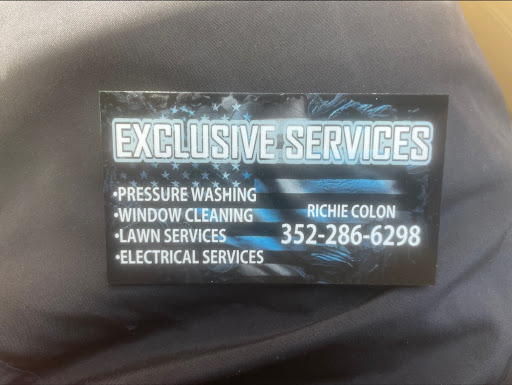 EXCLUSIVE SERVICES
•PRESSURE WASHING
•WINDOW CLEANING
•LAWN SERVICES
•ELECTRICAL SERVICES
RICHIE COLON
352-286-6298